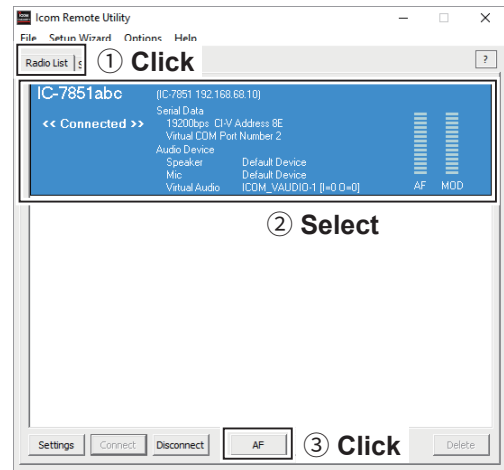 Icom Remote Utility
File Setup Wizard Options Help
Radio List ① Click ?
IC-7851abc (IC-7851 192.168.68.10)
Serial Data
<< Connected >> 19200bps CI-V Address 8E
Virtual COM Port Number 2
Audio Device
Speaker Default Device
Mic Default Device
Virtual Audio ICOM_VAUDIO-1 [I=0 O=0] AF MOD
② Select
Settings Connect Disconnect AF ③ Click Delete